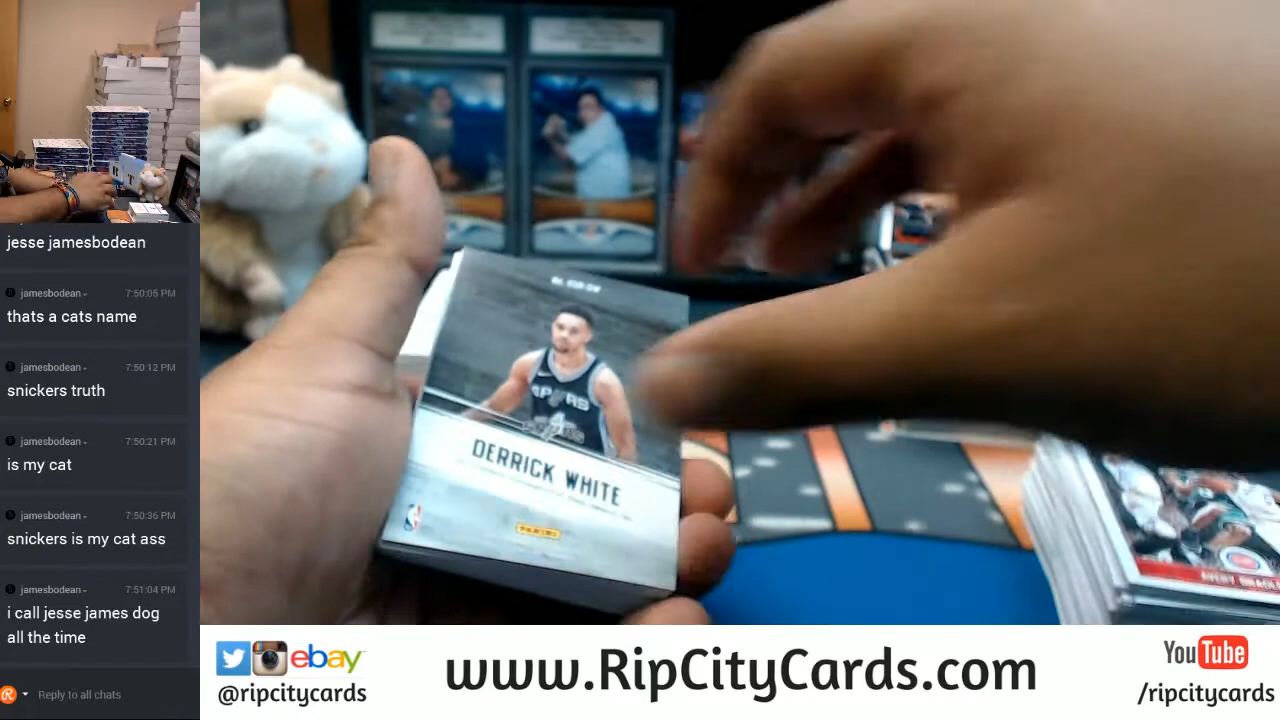 jesse jamesbodean
jamesbodean 7:50:05 PM
thats a cats name
jamesbodean 7:50:12 PM
snickers truth
jamesbodean 7:50:21 PM
is my cat
jamesbodean 7:50:36 PM
snickers is my cat ass
jamesbodean 7:51:04 PM
i call jesse james dog
all the time
Reply to all chats
SPURS
DERRICK WHITE
PANINI
AVERY BRADLEY
ebay
@ripcitycards
www.RipCityCards.com
YouTube
/ripcitycards